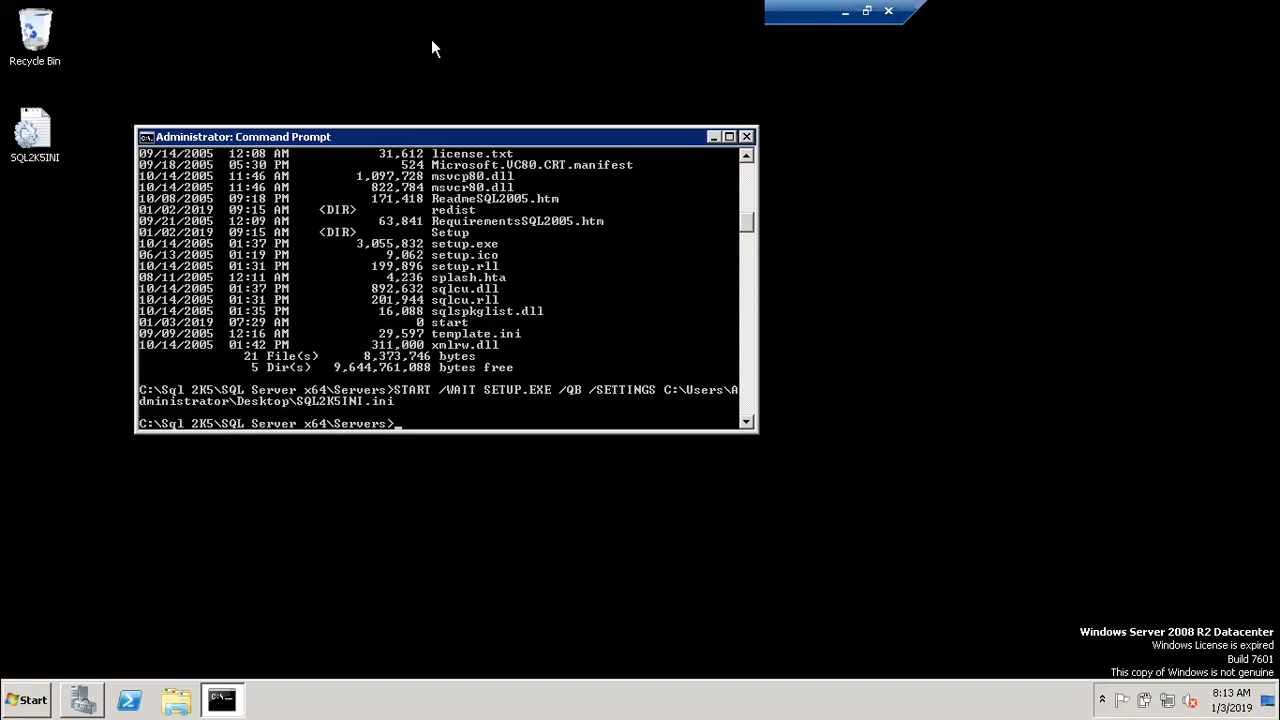 Recycle Bin
SQL2K5INI
Administrator: Command Prompt
09/14/2005 12:08 AM 31,612 license.txt
09/18/2005 05:30 PM 524 Microsoft.VC80.CRT.manifest
10/14/2005 11:46 AM 1,097,728 msvcp80.dll
10/14/2005 11:46 AM 822,784 msvcr80.dll
10/08/2005 09:18 PM 171,418 ReadmeSQL2005.htm
01/02/2019 09:15 AM <DIR> redist
09/21/2005 12:09 AM 63,841 RequirementsSQL2005.htm
01/02/2019 09:15 AM <DIR> Setup
10/14/2005 01:37 PM 3,055,832 setup.exe
06/13/2005 01:19 PM 9,062 setup.ico
10/14/2005 01:31 PM 199,896 setup.rll
08/11/2005 12:11 AM 4,236 splash.hta
10/14/2005 01:37 PM 892,632 sqlcu.dll
10/14/2005 01:31 PM 201,944 sqlcu.rll
10/14/2005 01:35 PM 16,088 sqlspkglist.dll
01/03/2019 07:29 AM 0 start
09/09/2005 12:16 AM 29,597 template.ini
10/14/2005 01:42 PM 311,000 xmlrw.dll
21 File(s) 8,373,746 bytes
5 Dir(s) 9,644,761,088 bytes free
C:\Sql 2K5\SQL Server x64\Servers>START /WAIT SETUP.EXE /QB /SETTINGS C:\Users\A
dministrator\Desktop\SQL2K5INI.ini
C:\Sql 2K5\SQL Server x64\Servers>_
Windows Server 2008 R2 Datacenter
Windows License is expired
Build 7601
This copy of Windows is not genuine
Start
8:13 AM
1/3/2019